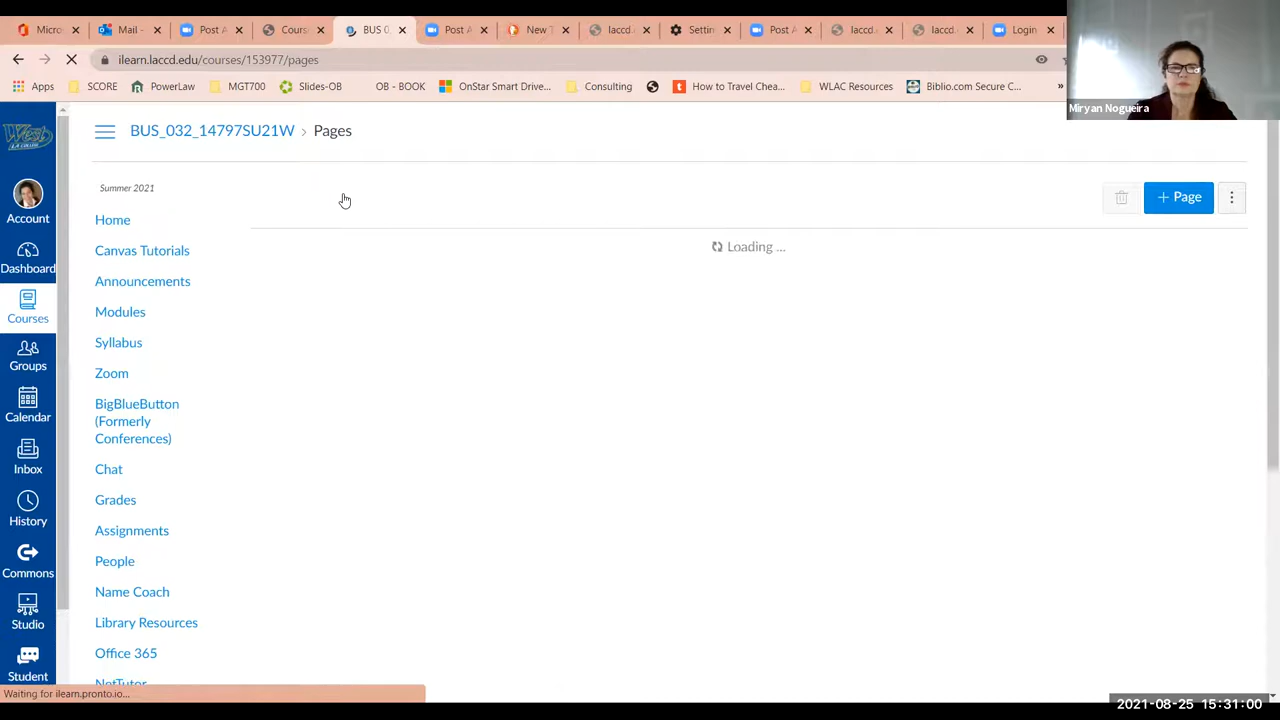 Micro
Mail -
Post A
Cours
BUS 0
Post A
New T
laccd
Settin
Post A
laccd.
laccd.
Login
ilearn.laccd.edu/courses/153977/pages
Apps
SCORE
PowerLaw
MGT700
Slides-OB
OB - BOOK
OnStar Smart Drive...
Consulting
How to Travel Chea...
WLAC Resources
Biblio.com Secure C...
»
Miryan Nogueira
West
L.A. COLLEGE
BUS_032_14797SU21W › Pages
Summer 2021
+ Page
Loading ...
Account
Dashboard
Courses
Groups
Calendar
Inbox
History
Commons
Studio
Student
Home
Canvas Tutorials
Announcements
Modules
Syllabus
Zoom
BigBlueButton
(Formerly
Conferences)
Chat
Grades
Assignments
People
Name Coach
Library Resources
Office 365
NetTutor
Waiting for ilearn.pronto.io...
2021-08-25 15:31:00